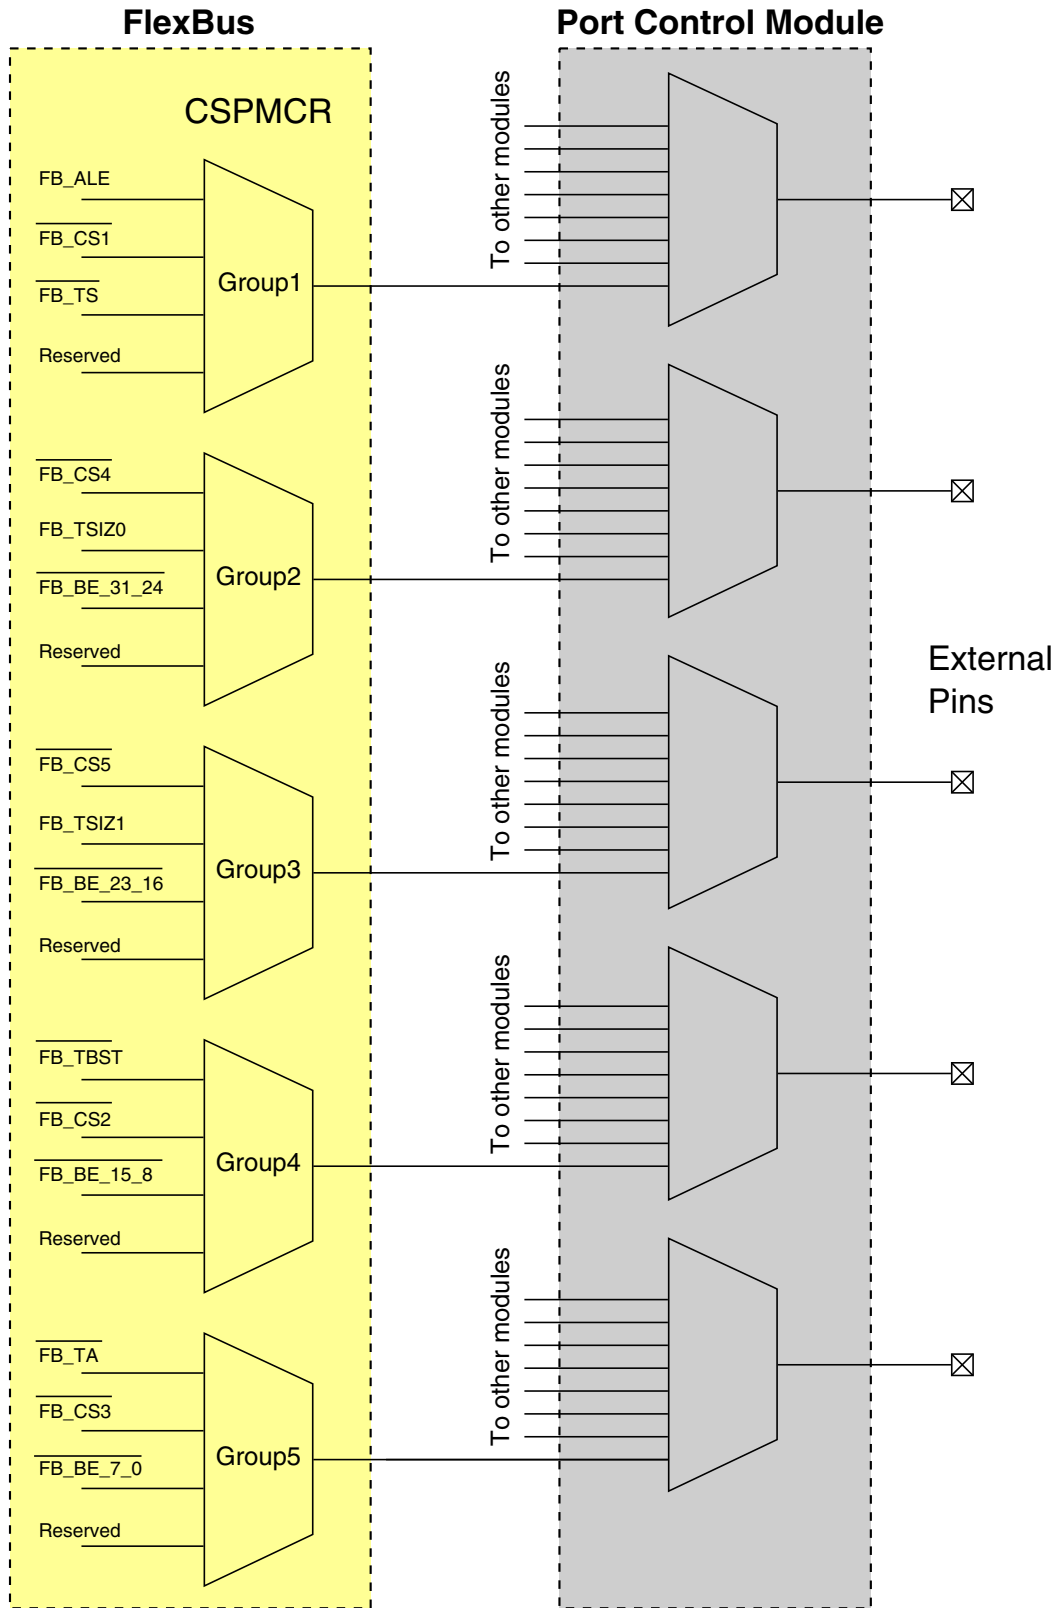 FlexBus
Port Control Module
CSPMCR
FB_ALE
FB_CS1
FB_TS
Reserved
Group1
To other modules
FB_CS4
FB_TSIZ0
FB_BE_31_24
Reserved
Group2
To other modules
External
Pins
FB_CS5
FB_TSIZ1
FB_BE_23_16
Reserved
Group3
To other modules
FB_TBST
FB_CS2
FB_BE_15_8
Reserved
Group4
To other modules
FB_TA
FB_CS3
FB_BE_7_0
Reserved
Group5
To other modules